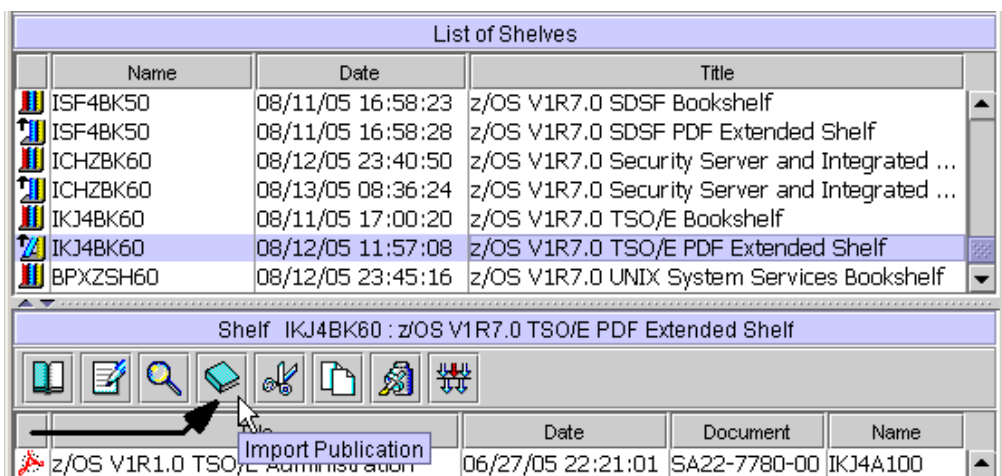 List of Shelves
Name Date Title
ISF4BK50 08/11/05 16:58:23 z/OS V1R7.0 SDSF Bookshelf
ISF4BK50 08/11/05 16:58:28 z/OS V1R7.0 SDSF PDF Extended Shelf
ICHZBK60 08/12/05 23:40:50 z/OS V1R7.0 Security Server and Integrated ...
ICHZBK60 08/13/05 08:36:24 z/OS V1R7.0 Security Server and Integrated ...
IKJ4BK60 08/11/05 17:00:20 z/OS V1R7.0 TSO/E Bookshelf
IKJ4BK60 08/12/05 11:57:08 z/OS V1R7.0 TSO/E PDF Extended Shelf
BPXZSH60 08/12/05 23:45:16 z/OS V1R7.0 UNIX System Services Bookshelf
Shelf IKJ4BK60 : z/OS V1R7.0 TSO/E PDF Extended Shelf
Date Document Name
Import Publication
z/OS V1R1.0 TSO/E Administration 06/27/05 22:21:01 SA22-7780-00 IKJ4A100